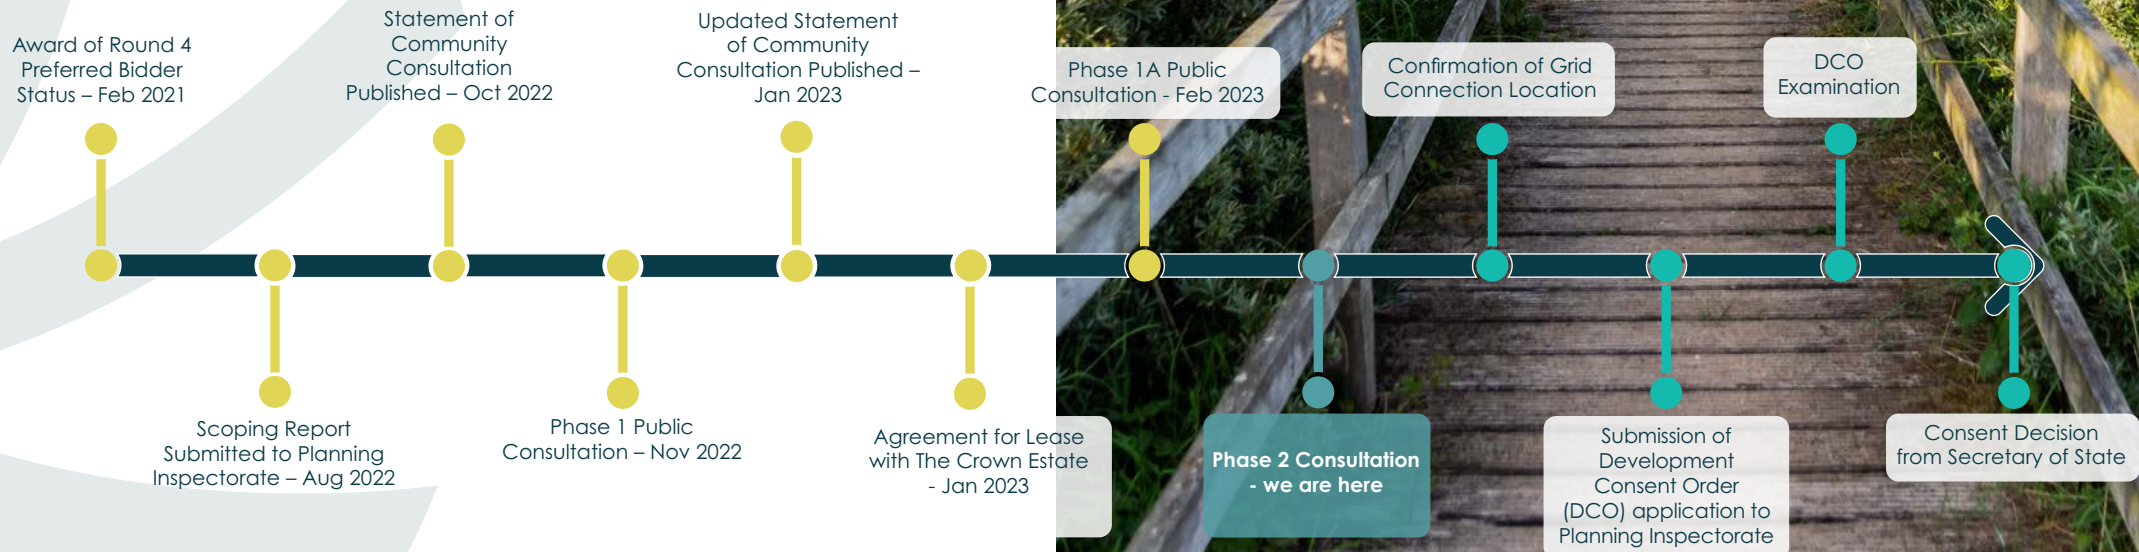 Award of Round 4
Preferred Bidder
Status – Feb 2021
Scoping Report
Submitted to Planning
Inspectorate – Aug 2022
Statement of
Community
Consultation
Published – Oct 2022
Phase 1 Public
Consultation – Nov 2022
Updated Statement
of Community
Consultation Published –
Jan 2023
Agreement for Lease
with The Crown Estate
- Jan 2023
Phase 1A Public
Consultation - Feb 2023
Phase 2 Consultation
- we are here
Confirmation of Grid
Connection Location
Submission of
Development
Consent Order
(DCO) application to
Planning Inspectorate
DCO
Examination
Consent Decision
from Secretary of State